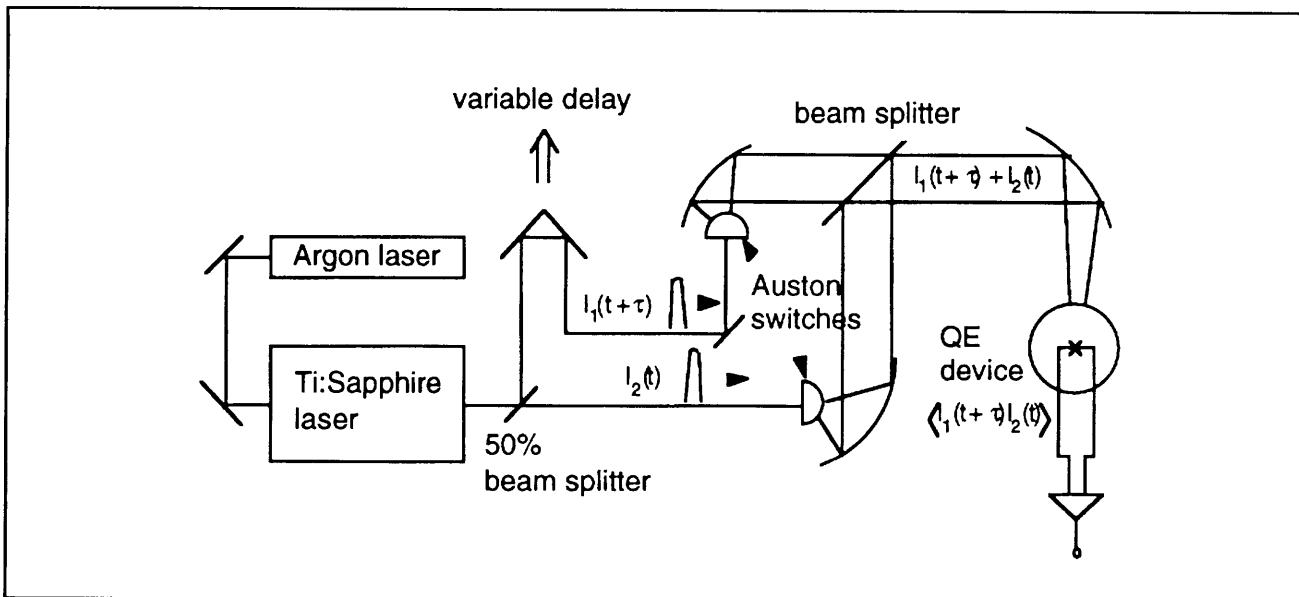 variable delay
beam splitter
I₁(t + τ) + I₂(t)
Argon laser
I₁(t + τ)
Auston
switches
Ti:Sapphire
laser
I₂(t)
QE
device
⟨I₁(t + τ) I₂(t)⟩
50%
beam splitter